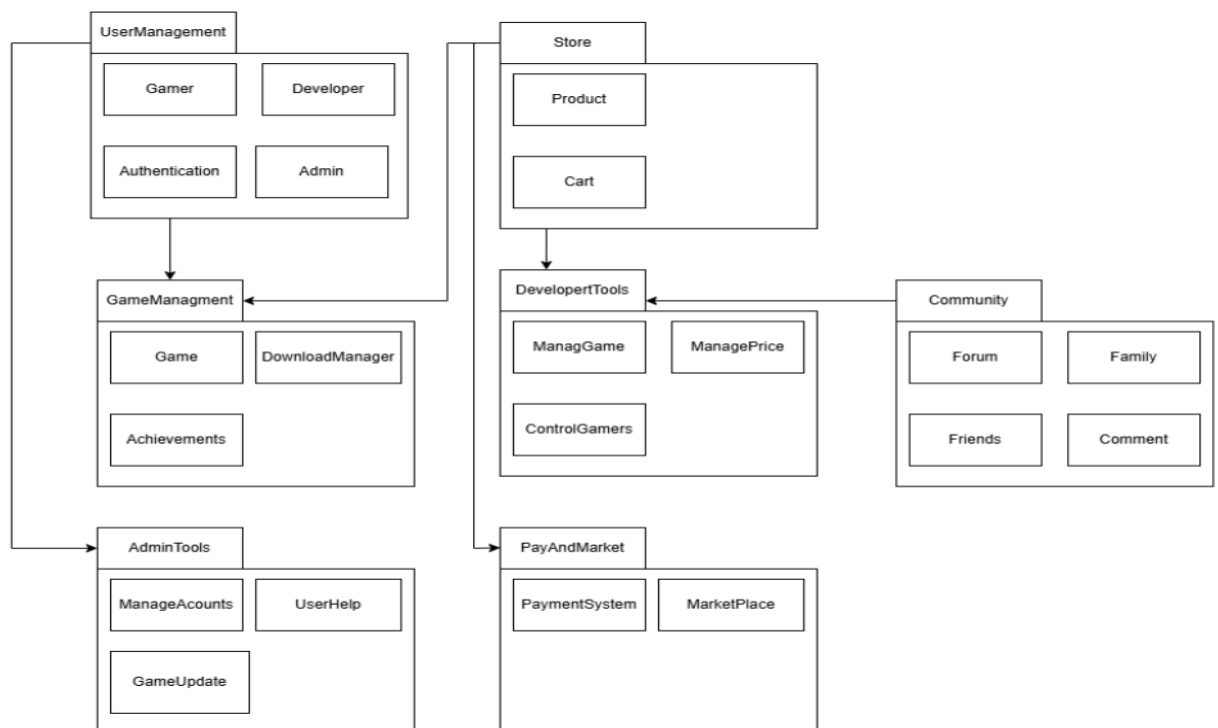 UserManagement
Gamer
Developer
Authentication
Admin
Store
Product
Cart
GameManagment
Game
DownloadManager
Achievements
DevelopertTools
ManagGame
ManagePrice
ControlGamers
Community
Forum
Family
Friends
Comment
AdminTools
ManageAcounts
UserHelp
GameUpdate
PayAndMarket
PaymentSystem
MarketPlace